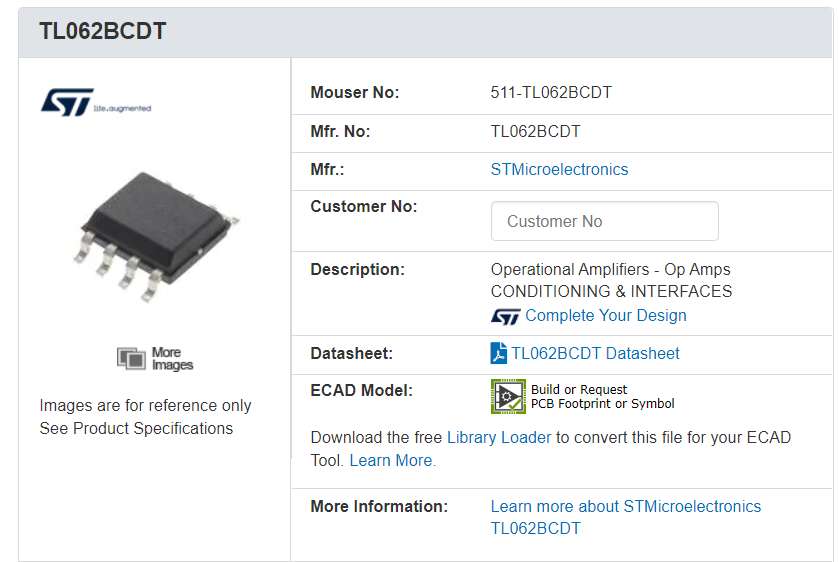 TL062BCDT
ST
life.augmented
More
Images
Images are for reference only
See Product Specifications
Mouser No: 511-TL062BCDT
Mfr. No: TL062BCDT
Mfr.: STMicroelectronics
Customer No: Customer No
Description: Operational Amplifiers - Op Amps
CONDITIONING & INTERFACES
ST Complete Your Design
Datasheet: TL062BCDT Datasheet
ECAD Model: Build or Request
PCB Footprint or Symbol
Download the free Library Loader to convert this file for your ECAD
Tool. Learn More.
More Information: Learn more about STMicroelectronics
TL062BCDT